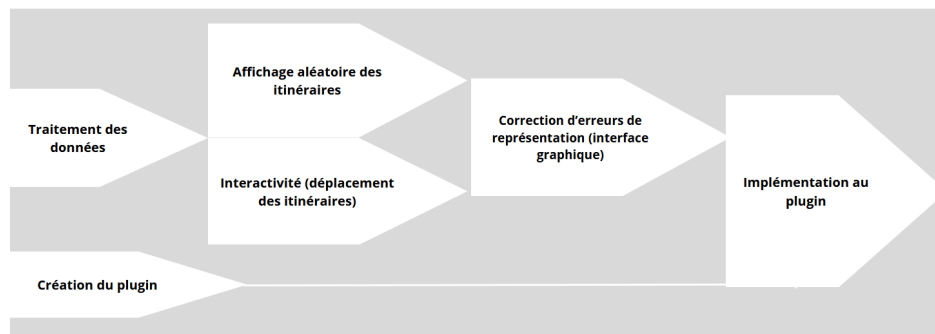 Affichage aléatoire des
itinéraires
Traitement des
données
Correction d'erreurs de
représentation (interface
graphique)
Interactivité (déplacement
des itinéraires)
Implémentation au
plugin
Création du plugin